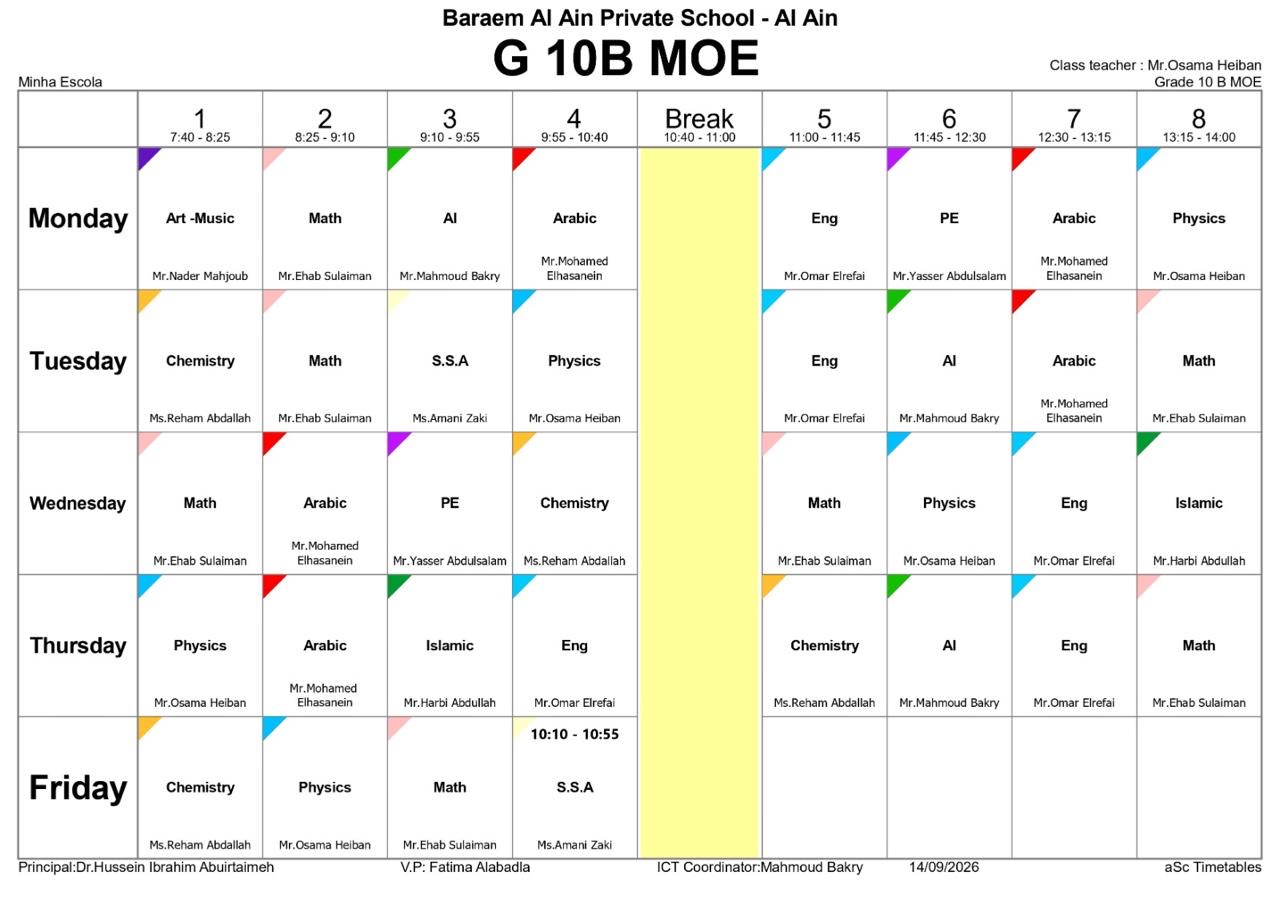 Baraem Al Ain Private School - Al Ain
G 10B MOE
Class teacher : Mr.Osama Heiban
Minha Escola
Grade 10 B MOE
1 2 3 4 Break 5 6 7 8
7:40 - 8:25 8:25 - 9:10 9:10 - 9:55 9:55 - 10:40 10:40 - 11:00 11:00 - 11:45 11:45 - 12:30 12:30 - 13:15 13:15 - 14:00
Monday Art -Music Math AI Arabic Eng PE Arabic Physics
Mr.Mohamed Mr.Mohamed
Mr.Nader Mahjoub Mr.Ehab Sulaiman Mr.Mahmoud Bakry Elhasanein Mr.Omar Elrefai Mr.Yasser Abdulsalam Elhasanein Mr.Osama Heiban
Tuesday Chemistry Math S.S.A Physics Eng AI Arabic Math
Mr.Mohamed
Ms.Reham Abdallah Mr.Ehab Sulaiman Ms.Amani Zaki Mr.Osama Heiban Mr.Omar Elrefai Mr.Mahmoud Bakry Elhasanein Mr.Ehab Sulaiman
Wednesday Math Arabic PE Chemistry Math Physics Eng Islamic
Mr.Mohamed
Mr.Ehab Sulaiman Elhasanein Mr.Yasser Abdulsalam Ms.Reham Abdallah Mr.Ehab Sulaiman Mr.Osama Heiban Mr.Omar Elrefai Mr.Harbi Abdullah
Thursday Physics Arabic Islamic Eng Chemistry AI Eng Math
Mr.Mohamed
Mr.Osama Heiban Elhasanein Mr.Harbi Abdullah Mr.Omar Elrefai Ms.Reham Abdallah Mr.Mahmoud Bakry Mr.Omar Elrefai Mr.Ehab Sulaiman
10:10 - 10:55
Friday Chemistry Physics Math S.S.A
Ms.Reham Abdallah Mr.Osama Heiban Mr.Ehab Sulaiman Ms.Amani Zaki
Principal:Dr.Hussein Ibrahim Abuirtaimeh V.P: Fatima Alabadla ICT Coordinator:Mahmoud Bakry 14/09/2026 aSc Timetables